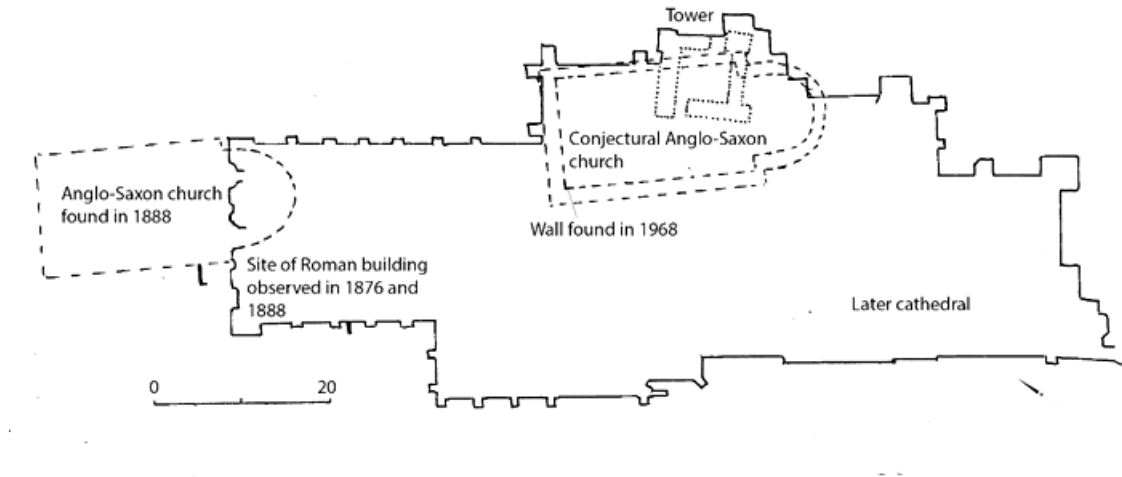 Tower
Conjectural Anglo-Saxon
church
Anglo-Saxon church
found in 1888
Wall found in 1968
Site of Roman building
observed in 1876 and
1888
Later cathedral
0 20